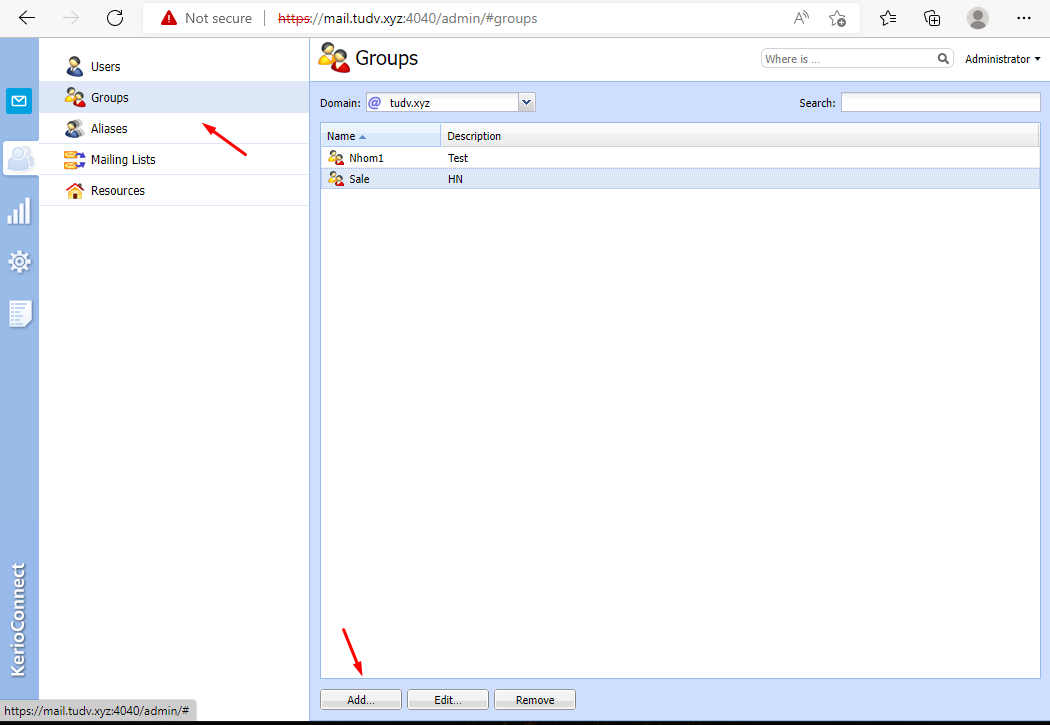 Not secure
https://mail.tudv.xyz:4040/admin/#groups
Users
Groups
Aliases
Mailing Lists
Resources
KerioConnect
Groups
Where is ...
Administrator
Domain:
@ tudv.xyz
Search:
Name Description
Nhom1 Test
Sale HN
Add...
Edit...
Remove
https://mail.tudv.xyz:4040/admin/#